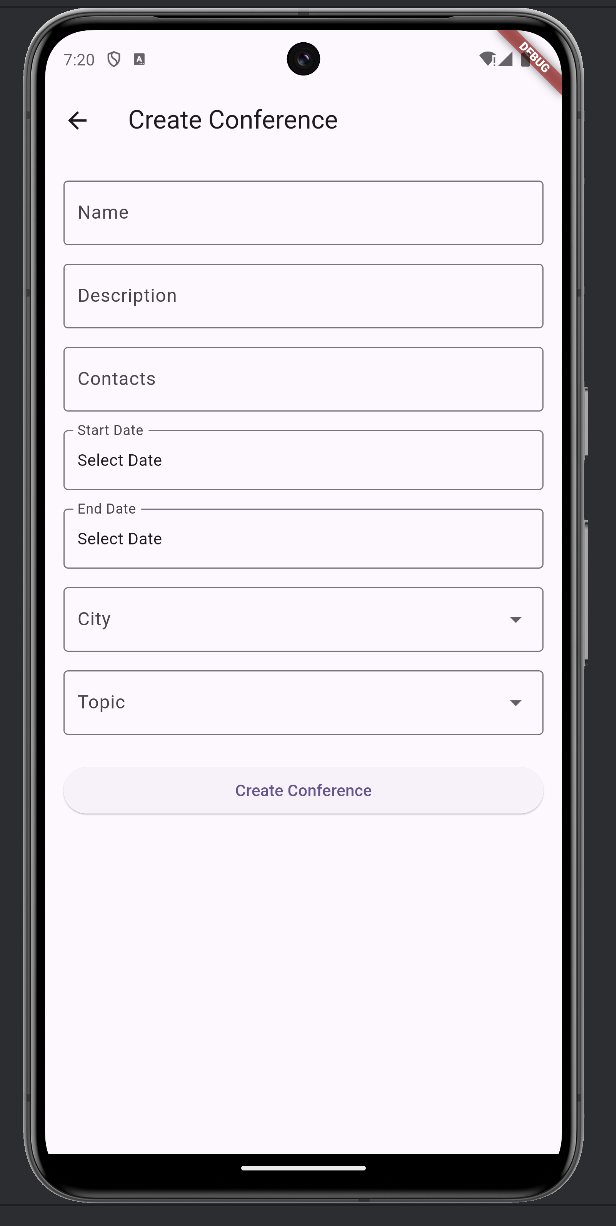 7:20
A
DEBUG
Create Conference
Name
Description
Contacts
Start Date
Select Date
End Date
Select Date
City
Topic
Create Conference